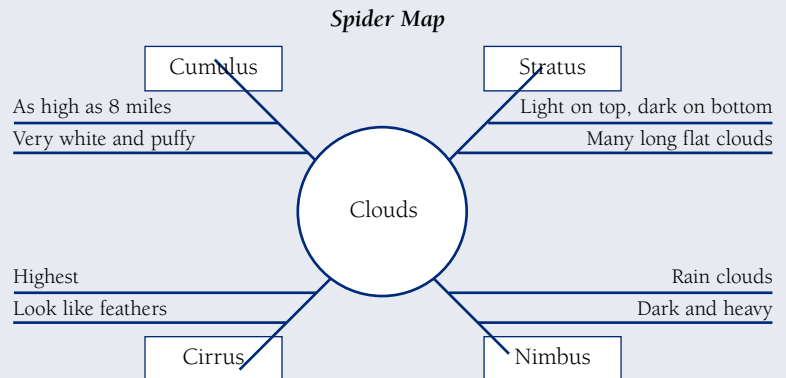 Spider Map
Cumulus
Stratus
As high as 8 miles
Light on top, dark on bottom
Very white and puffy
Many long flat clouds
Clouds
Highest
Rain clouds
Look like feathers
Dark and heavy
Cirrus
Nimbus